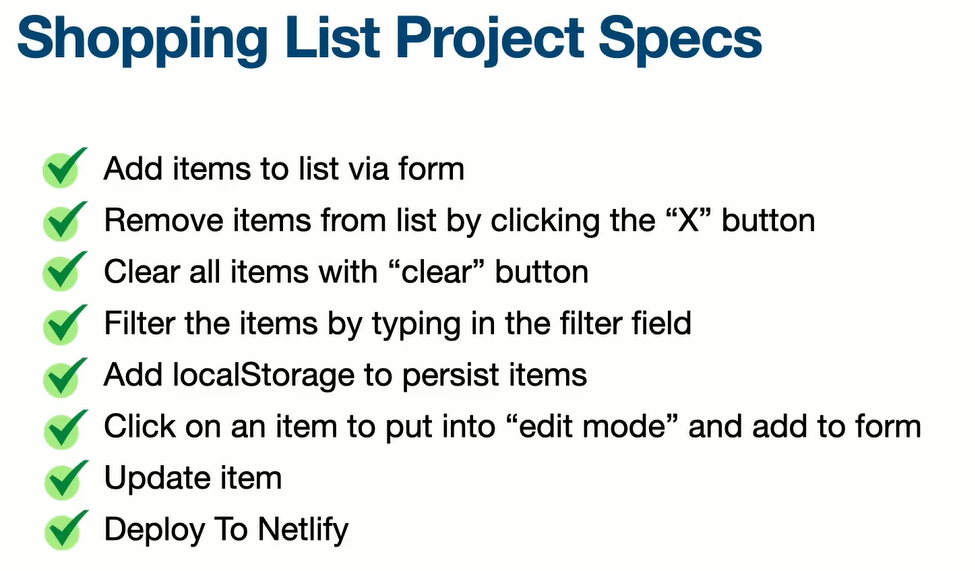 Shopping List Project Specs
Add items to list via form
Remove items from list by clicking the “X” button
Clear all items with “clear” button
Filter the items by typing in the filter field
Add localStorage to persist items
Click on an item to put into “edit mode” and add to form
Update item
Deploy To Netlify